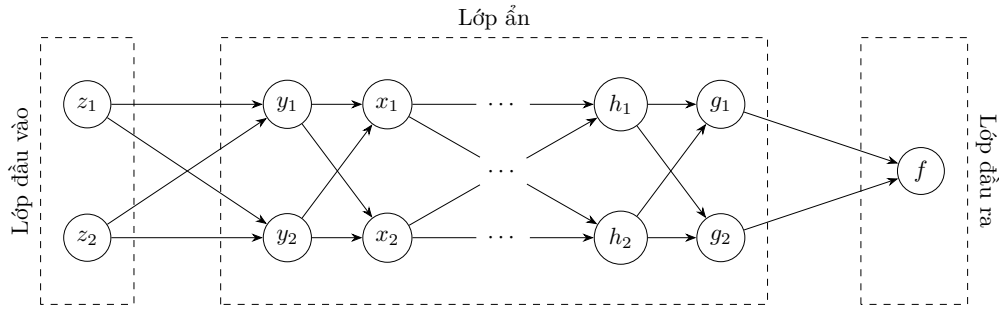 Lớp ẩn
Lớp đầu vào
z₁ y₁ x₁ ⋯ h₁ g₁
⋯ f
z₂ y₂ x₂ ⋯ h₂ g₂
Lớp đầu ra